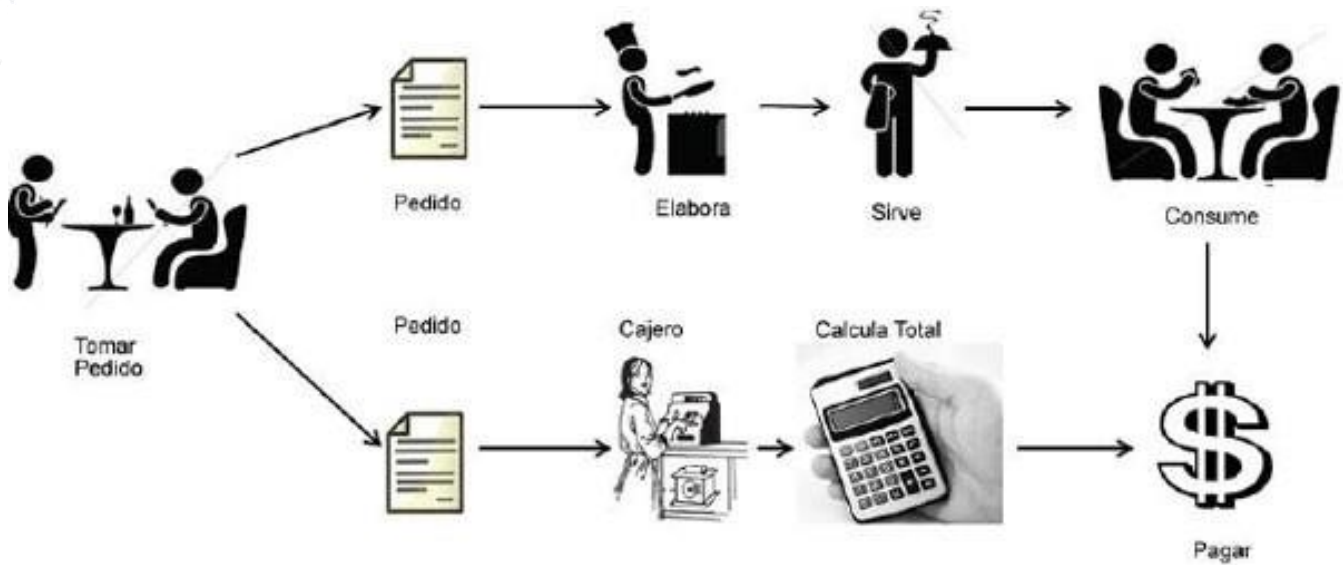 Pedido
Elabora
Sirve
Consume
Tomar
Pedido
Pedido
Cajero
Calcula Total
Pagar